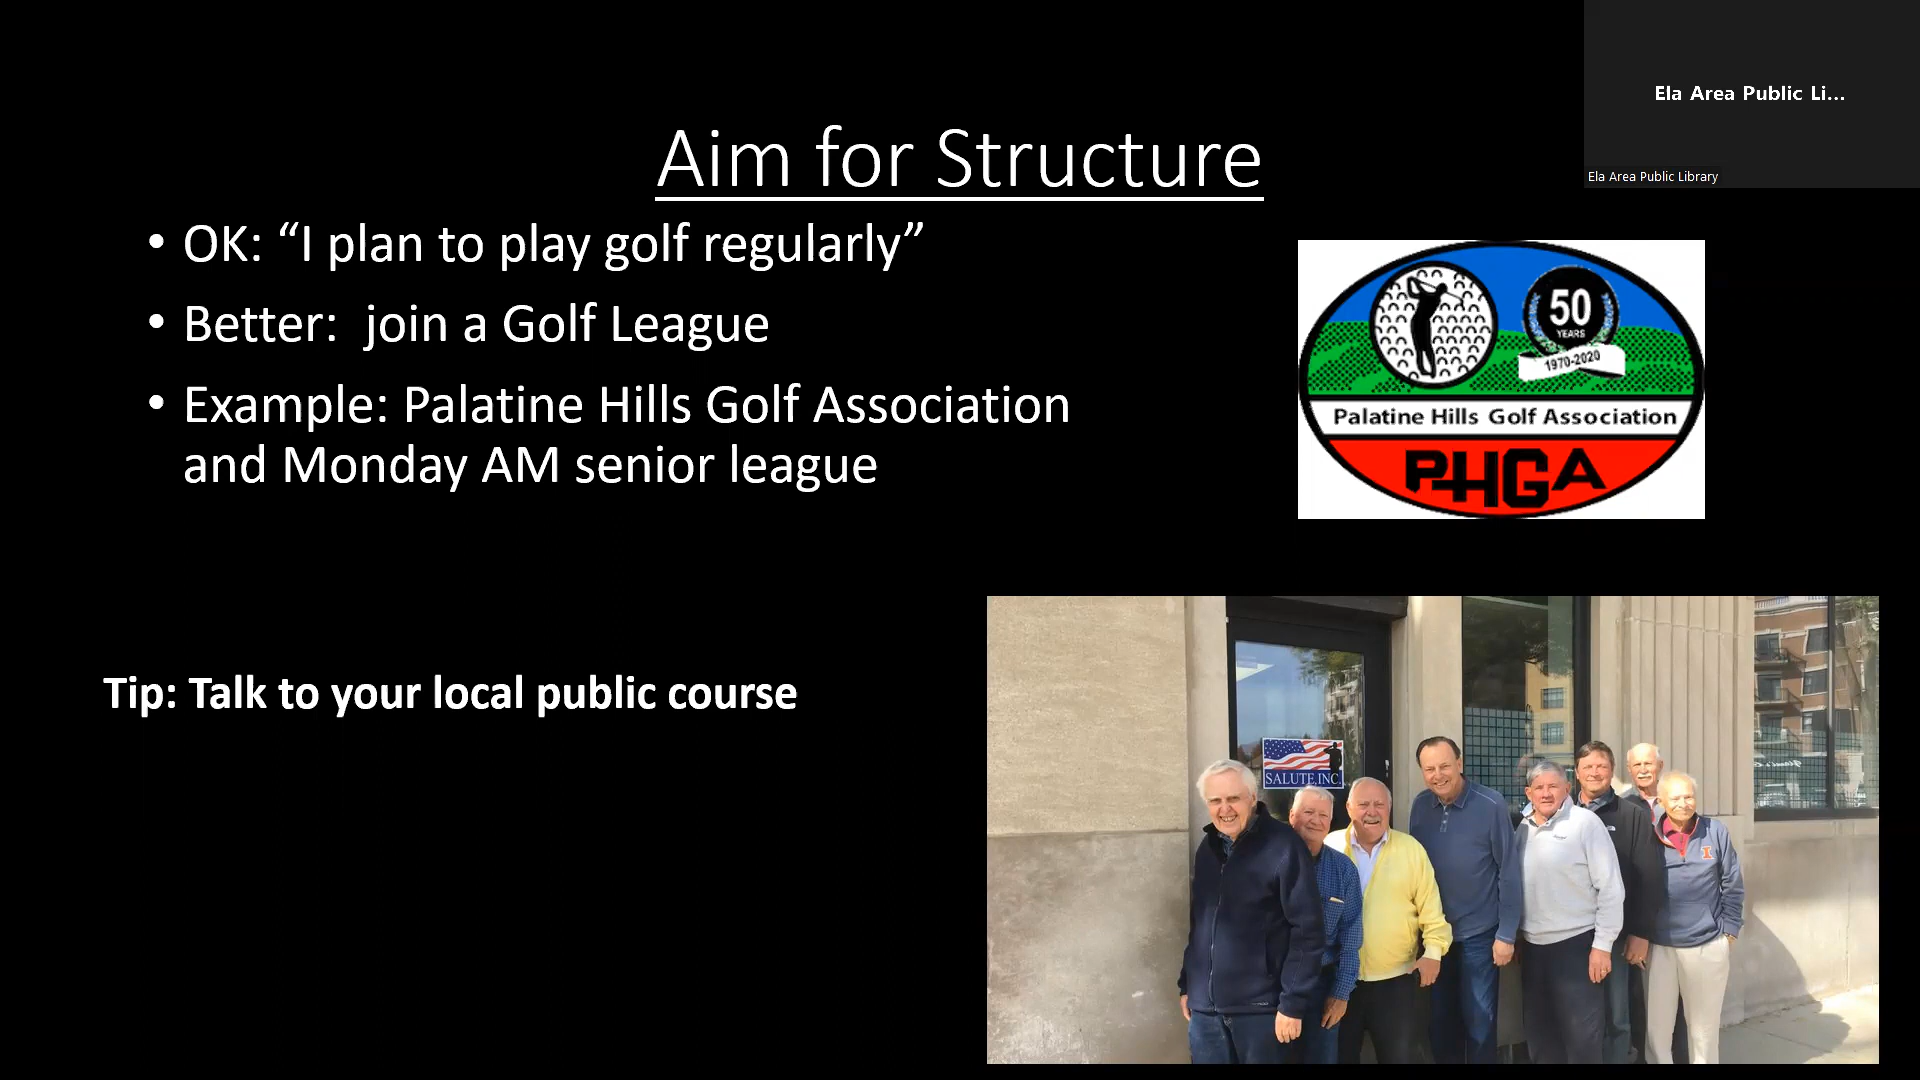 Ela Area Public Li...
Ela Area Public Library
Aim for Structure
• OK: “I plan to play golf regularly”
• Better:  join a Golf League
• Example: Palatine Hills Golf Association
and Monday AM senior league
50
YEARS
1970-2020
Palatine Hills Golf Association
PHGA
Tip: Talk to your local public course
SALUTE, INC.
I